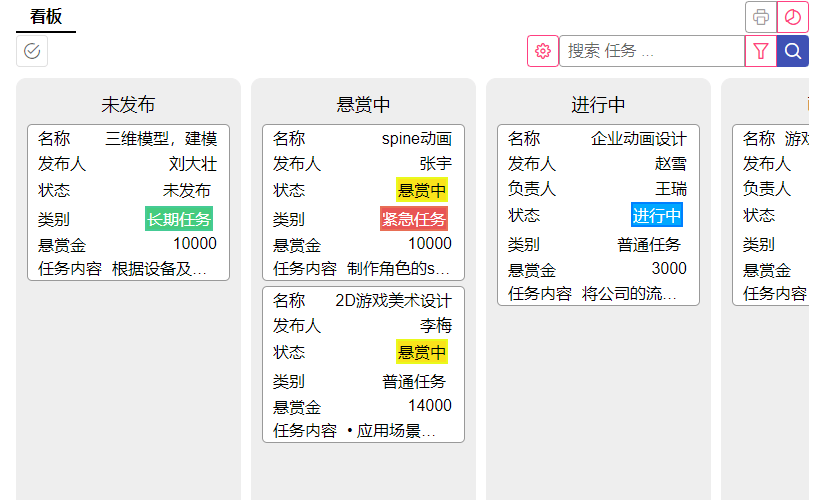 看板
搜索 任务 ...
未发布
名称 三维模型，建模
发布人 刘大壮
状态 未发布
类别 长期任务
悬赏金 10000
任务内容 根据设备及…
悬赏中
名称 spine动画
发布人 张宇
状态 悬赏中
类别 紧急任务
悬赏金 10000
任务内容 制作角色的s…
名称 2D游戏美术设计
发布人 李梅
状态 悬赏中
类别 普通任务
悬赏金 14000
任务内容 • 应用场景…
进行中
名称 企业动画设计
发布人 赵雪
负责人 王瑞
状态 进行中
类别 普通任务
悬赏金 3000
任务内容 将公司的流…
名称 游
发布人
负责人
状态
类别
悬赏金
任务内容